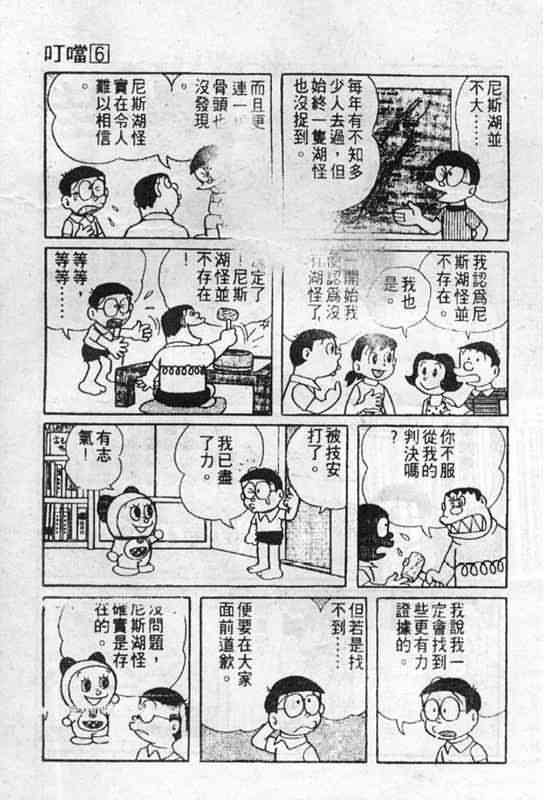 叮噹6
尼斯湖並
不大……
每年有不知多
少人去過，但
始終一隻湖怪
也沒捉到。
而且更
連一
骨頭也
沒發現
。
尼斯湖怪
實在令人
難以相信
。
我認爲尼
斯湖怪並
不存在。
我也
是。
一開始我
便認爲沒
有湖怪了
決定了
！尼斯
湖怪並
不存在
！
等等，
等等……
你不服
從我的
判決嗎
？
被技安
打了。
我已盡
了力。
有志
氣！
我說我一
定會找到
些更有力
證據的。
但若是找
不到……
便要在大家
面前道歉。
沒問題，
尼斯湖怪
確實是存
在的。